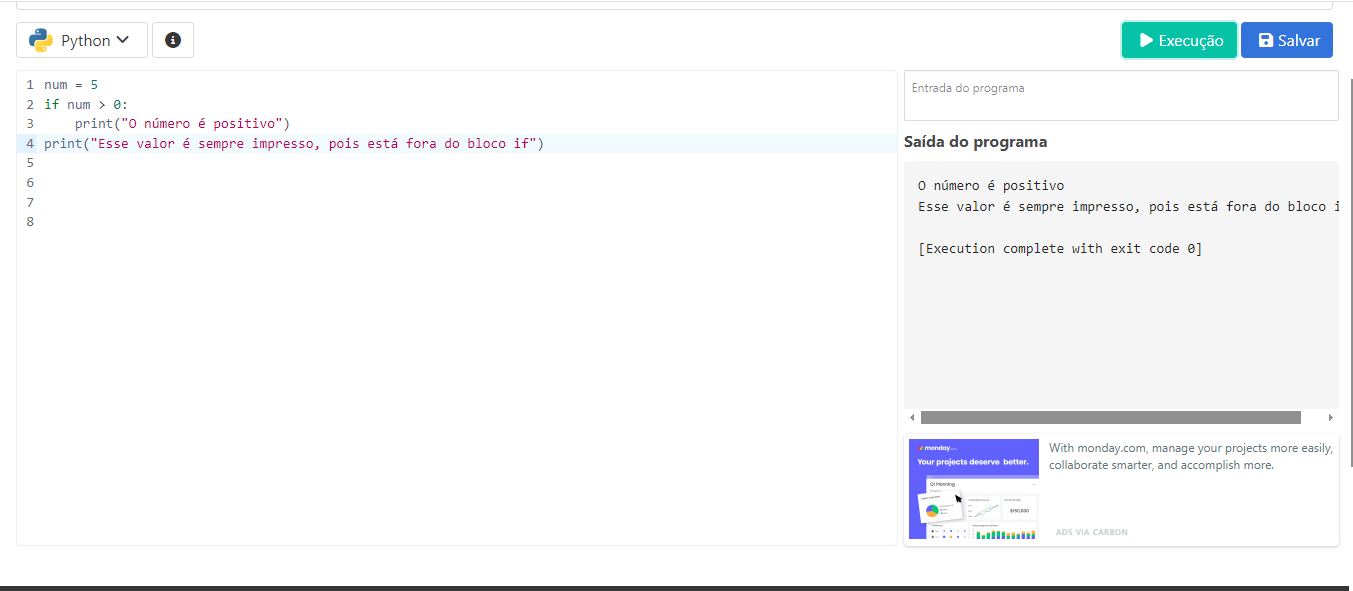 Python
Execução
Salvar
1 num = 5
2 if num > 0:
3     print("O número é positivo")
4 print("Esse valor é sempre impresso, pois está fora do bloco if")
5
6
7
8
Entrada do programa
Saída do programa
O número é positivo
Esse valor é sempre impresso, pois está fora do bloco i
[Execution complete with exit code 0]
monday.com
Your projects deserve better.
Q1 Planning
$150,000
With monday.com, manage your projects more easily,
collaborate smarter, and accomplish more.
ADS VIA CARBON